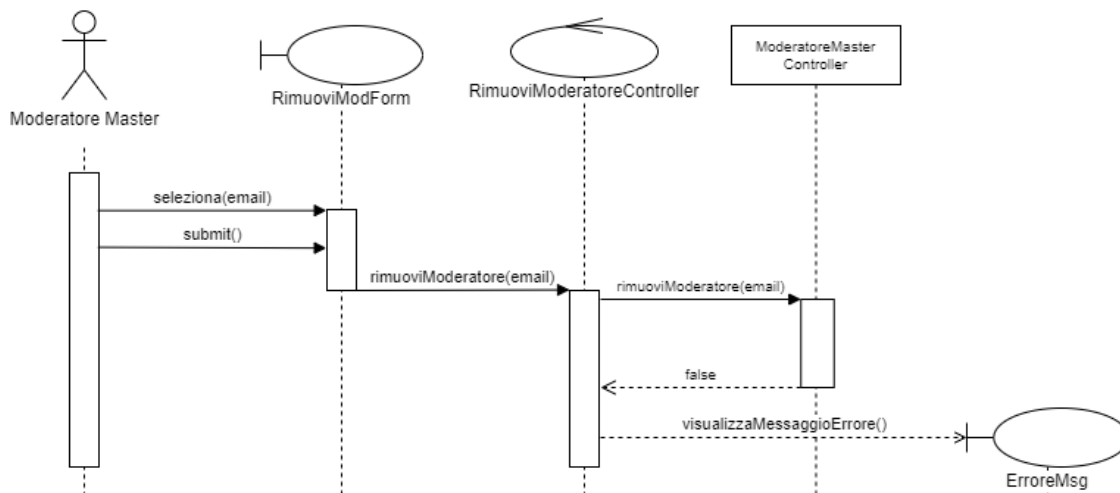 Moderatore Master
RimuoviModForm
RimuoviModeratoreController
ModeratoreMaster
Controller
seleziona(email)
submit()
rimuoviModeratore(email)
rimuoviModeratore(email)
false
visualizzaMessaggioErrore()
ErroreMsg